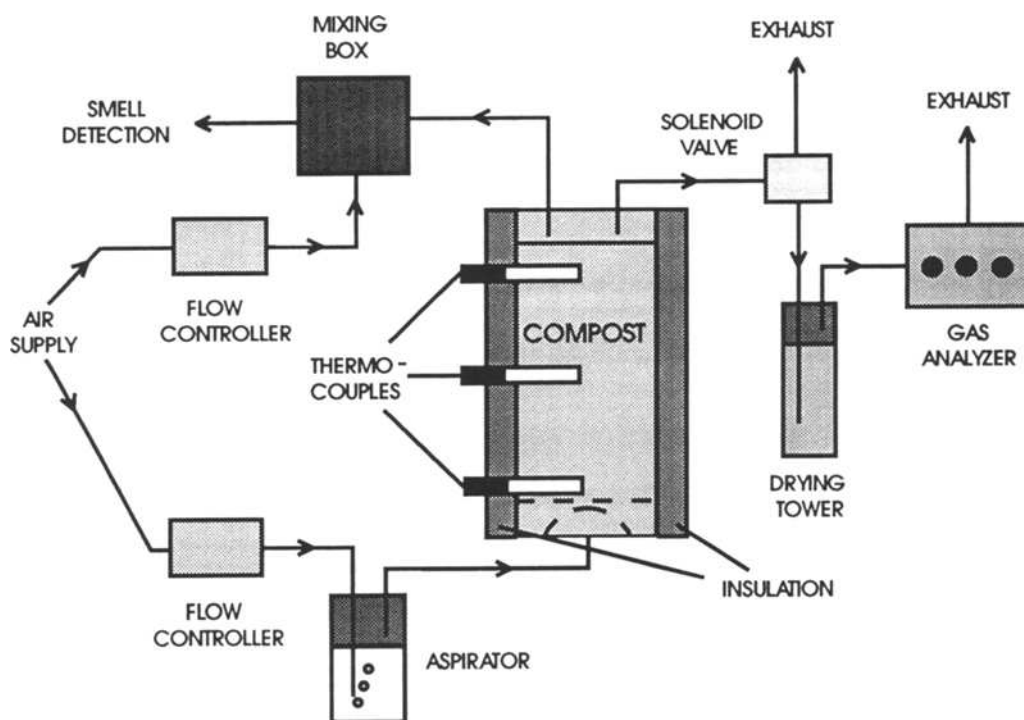 MIXING
BOX
EXHAUST
EXHAUST
SMELL
DETECTION
SOLENOID
VALVE
FLOW
CONTROLLER
AIR
SUPPLY
THERMO-
COUPLES
COMPOST
GAS
ANALYZER
DRYING
TOWER
INSULATION
FLOW
CONTROLLER
ASPIRATOR